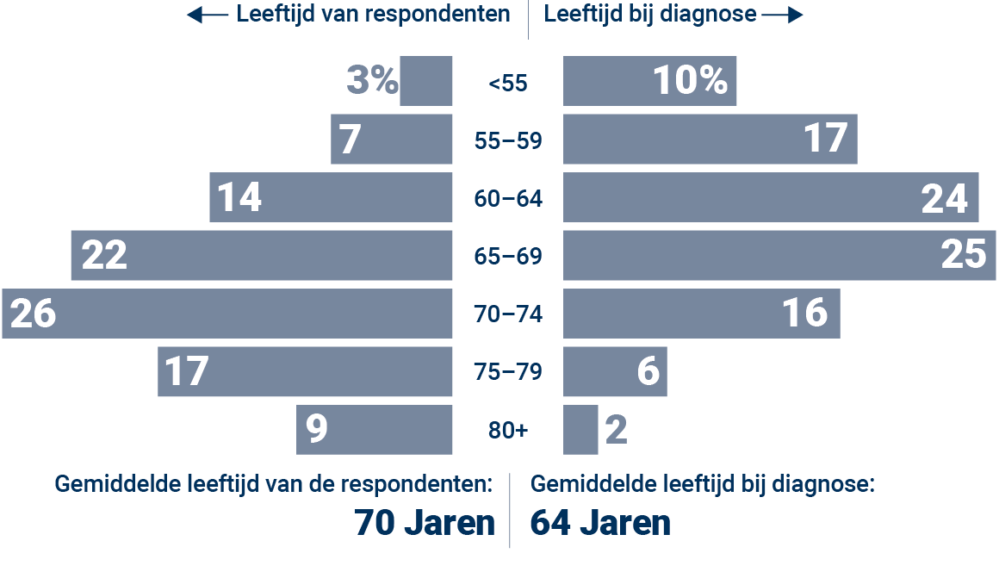 Leeftijd van respondenten
Leeftijd bij diagnose
3% <55 10%
7 55–59 17
14 60–64 24
22 65–69 25
26 70–74 16
17 75–79 6
9 80+ 2
Gemiddelde leeftijd van de respondenten:
70 Jaren
Gemiddelde leeftijd bij diagnose:
64 Jaren